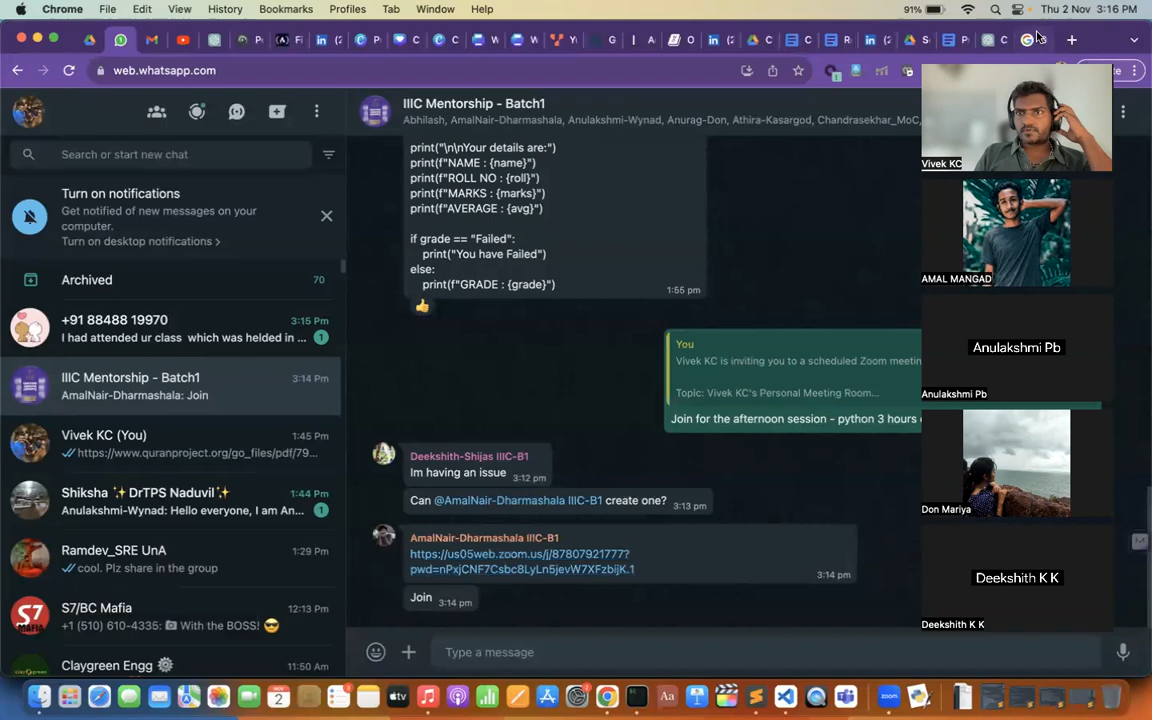 Chrome File Edit View History Bookmarks Profiles Tab Window Help 91% Thu 2 Nov 3:16 PM
web.whatsapp.com
IIIC Mentorship - Batch1
Abhilash, AmalNair-Dharmashala, Anulakshmi-Wynad, Anurag-Don, Athira-Kasargod, Chandrasekhar_MoC,
Search or start new chat
Turn on notifications
Get notified of new messages on your
computer.
Turn on desktop notifications >
Archived 70
+91 88488 19970 3:15 Pm
I had attended ur class which was helded in ... 1
IIIC Mentorship - Batch1 3:14 Pm
AmalNair-Dharmashala: Join
Vivek KC (You) 1:45 Pm
https://www.quranproject.org/go_files/pdf/79...
Shiksha ✨DrTPS Naduvil✨ 1:44 Pm
Anulakshmi-Wynad: Hello everyone, I am An... 1
Ramdev_SRE UnA 1:29 Pm
cool. Plz share in the group
S7/BC Mafia 12:13 Pm
+1 (510) 610-4335: With the BOSS! 😎
Claygreen Engg 11:50 Am
print("\n\nYour details are:")
print(f"NAME : {name}")
print(f"ROLL NO : {roll}")
print(f"MARKS : {marks}")
print(f"AVERAGE : {avg}")
if grade == "Failed":
print("You have Failed")
else:
print(f"GRADE : {grade}")
1:55 pm
You
Vivek KC is inviting you to a scheduled Zoom meetin
Topic: Vivek KC's Personal Meeting Room...
Join for the afternoon session - python 3 hours
Deekshith-Shijas IIIC-B1
Im having an issue 3:12 pm
Can @AmalNair-Dharmashala IIIC-B1 create one? 3:13 pm
AmalNair-Dharmashala IIIC-B1
https://us05web.zoom.us/j/87807921777?
pwd=nPxjCNF7Csbc8LyLn5jevW7XFzbijK.1
3:14 pm
Join 3:14 pm
Type a message
Vivek KC
AMAL MANGAD
Anulakshmi Pb
Anulakshmi Pb
Don Mariya
Deekshith K K
Deekshith K K